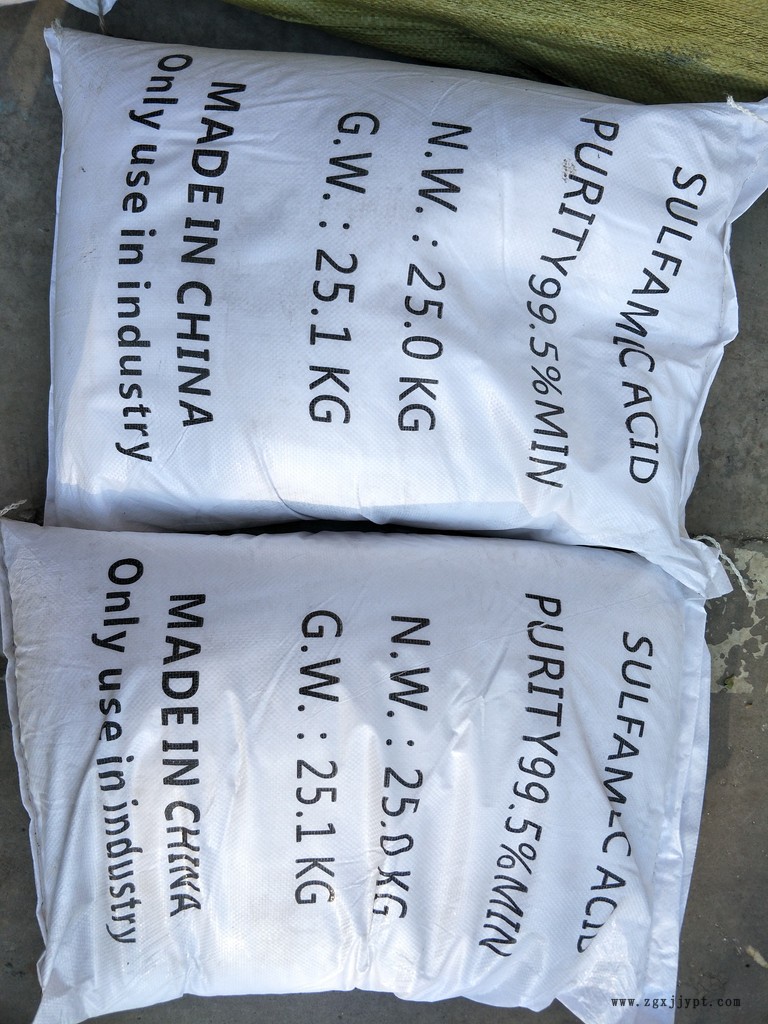 SULFAMIC ACID
PURITY99.5%MIN
N.W.: 25.0 KG
G.W.: 25.1 KG
MADE IN CHINA
Only use in industry
SULFAMIC ACID
PURITY99.5%MIN
N.W.: 25.0 KG
G.W.: 25.1 KG
MADE IN CHINA
Only use in industry
www.zgxjjypt.com